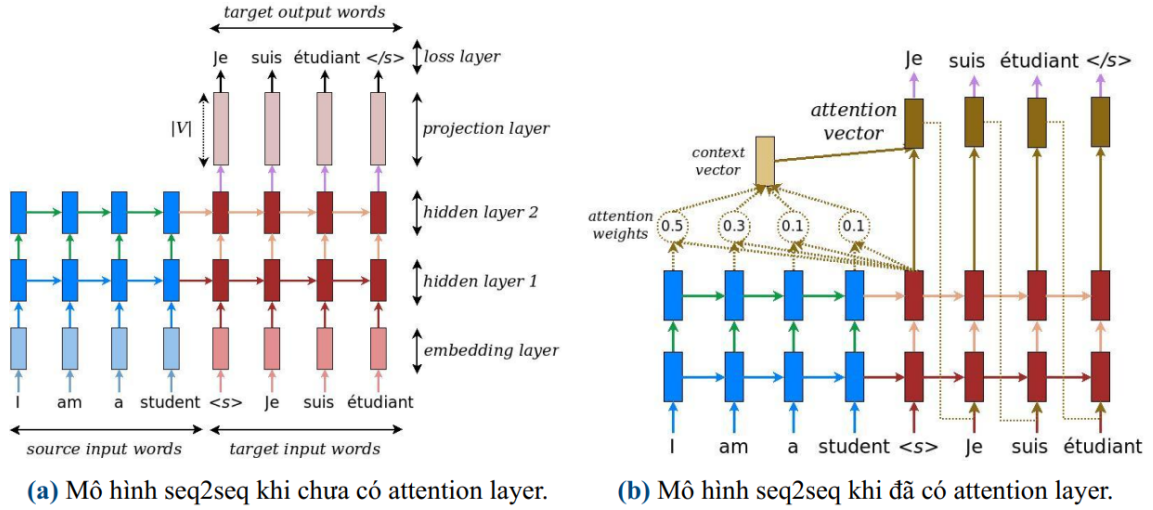 target output words
Je suis étudiant </s>
loss layer
|V|
projection layer
hidden layer 2
hidden layer 1
embedding layer
I am a student <s> Je suis étudiant
source input words target input words
(a) Mô hình seq2seq khi chưa có attention layer.
Je suis étudiant </s>
attention
vector
context
vector
attention
weights
0.5 0.3 0.1 0.1
I am a student <s> Je suis étudiant
(b) Mô hình seq2seq khi đã có attention layer.